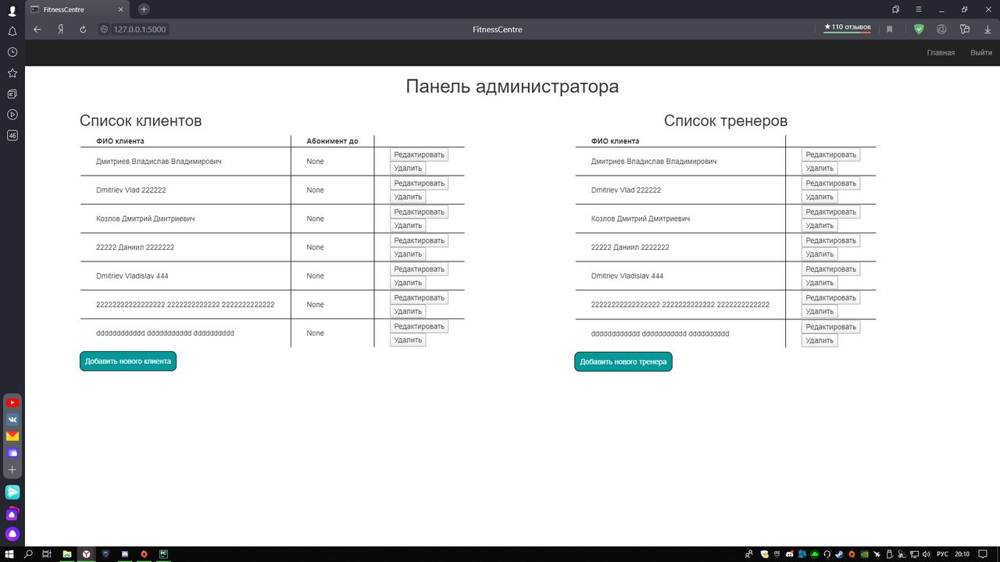 FitnessCentre
127.0.0.1:5000
FitnessCentre
★ 110 отзывов
46
Главная Выйти
Панель администратора
Список клиентов
ФИО клиента Абонимент до
Дмитриев Владислав Владимирович None Редактировать Удалить
Dmitriev Vlad 222222 None Редактировать Удалить
Козлов Дмитрий Дмитриевич None Редактировать Удалить
22222 Даниил 2222222 None Редактировать Удалить
Dmitriev Vladislav 444 None Редактировать Удалить
22222222222222222 2222222222222 2222222222222 None Редактировать Удалить
dddddddddddd ddddddddddd dddddddddd None Редактировать Удалить
Добавить нового клиента
Список тренеров
ФИО клиента
Дмитриев Владислав Владимирович Редактировать Удалить
Dmitriev Vlad 222222 Редактировать Удалить
Козлов Дмитрий Дмитриевич Редактировать Удалить
22222 Даниил 2222222 Редактировать Удалить
Dmitriev Vladislav 444 Редактировать Удалить
22222222222222222 2222222222222 2222222222222 Редактировать Удалить
dddddddddddd ddddddddddd dddddddddd Редактировать Удалить
Добавить нового тренера
РУС 20:10